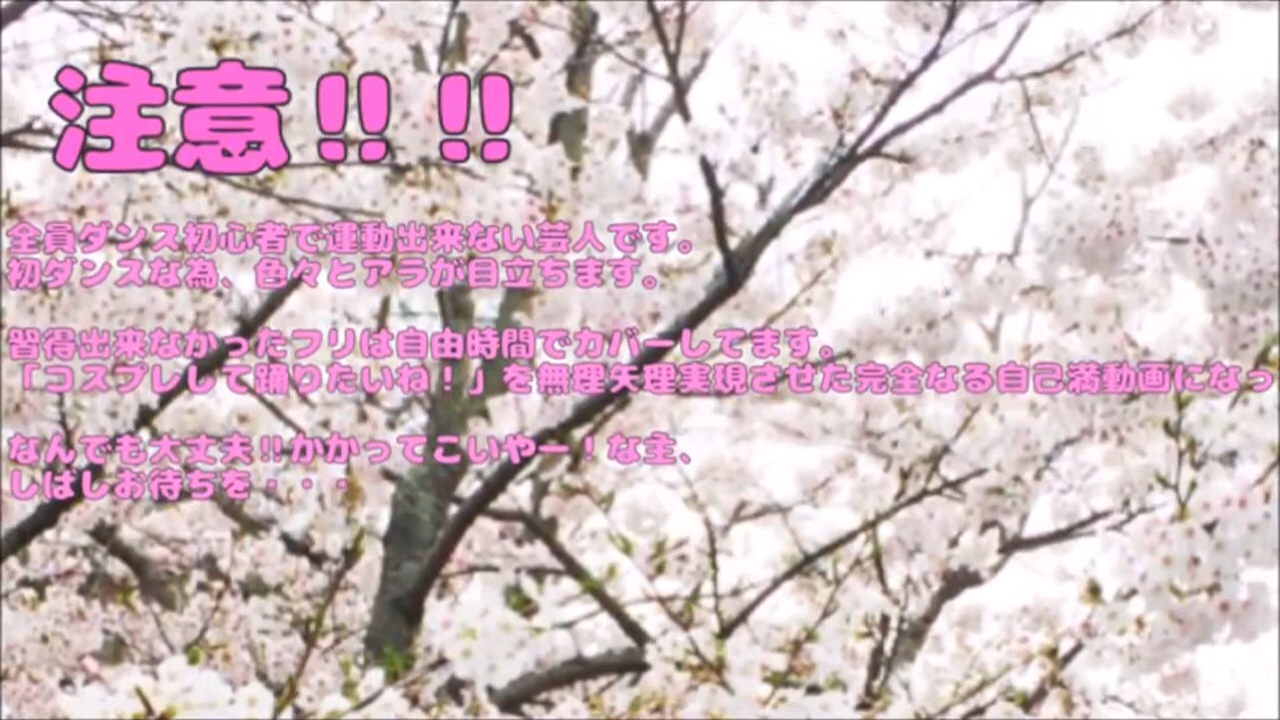 注意!! !!
全員ダンス初心者で運動出来ない芸人です。
初ダンスな為、色々とアラが目立ちます。
習得出来なかったフリは自由時間でカバーしてます。
「コスプレして踊りたいね！」を無理矢理実現させた完全なる自己満動画になっ
なんでも大丈夫!!かかってこいやー！な主、
しばしお待ちを・・・